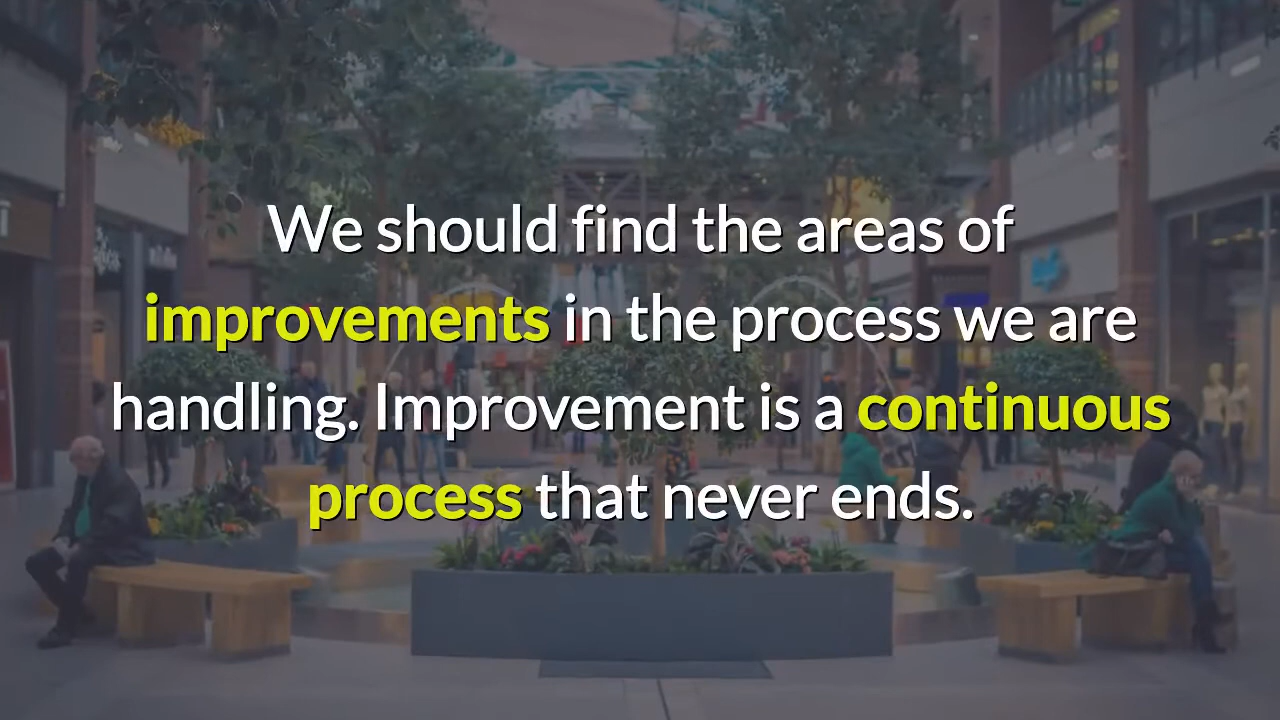 We should find the areas of
improvements in the process we are
handling. Improvement is a continuous
process that never ends.